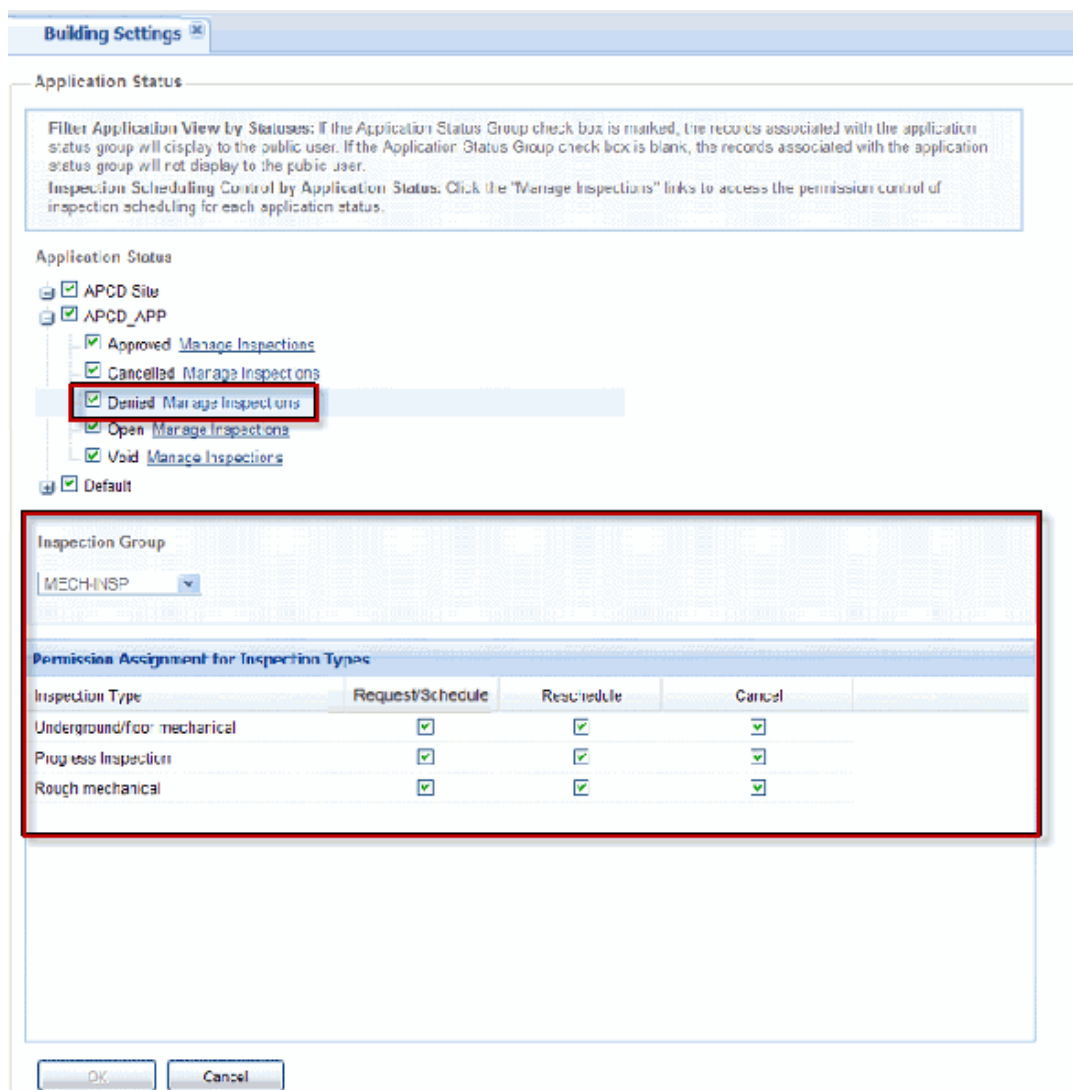 Building Settings
Application Status
Filter Application View by Statuses: If the Application Status Group check box is marked, the records associated with the application
status group will display to the public user. If the Application Status Group check box is blank, the records associated with the application
status group will not display to the public user.
Inspection Scheduling Control by Application Status: Click the "Manage Inspections" links to access the permission control of
inspection scheduling for each application status.
Application Status
APCD Site
APCD_APP
Approved Manage Inspections
Cancelled Manage Inspections
Denied Manage Inspections
Open Manage Inspections
Void Manage Inspections
Default
Inspection Group
MECH-INSP
Permission Assignment for Inspection Types
Inspection Type Request/Schedule Reschedule Cancel
Underground/floor mechanical
Progress Inspection
Rough mechanical
OK Cancel